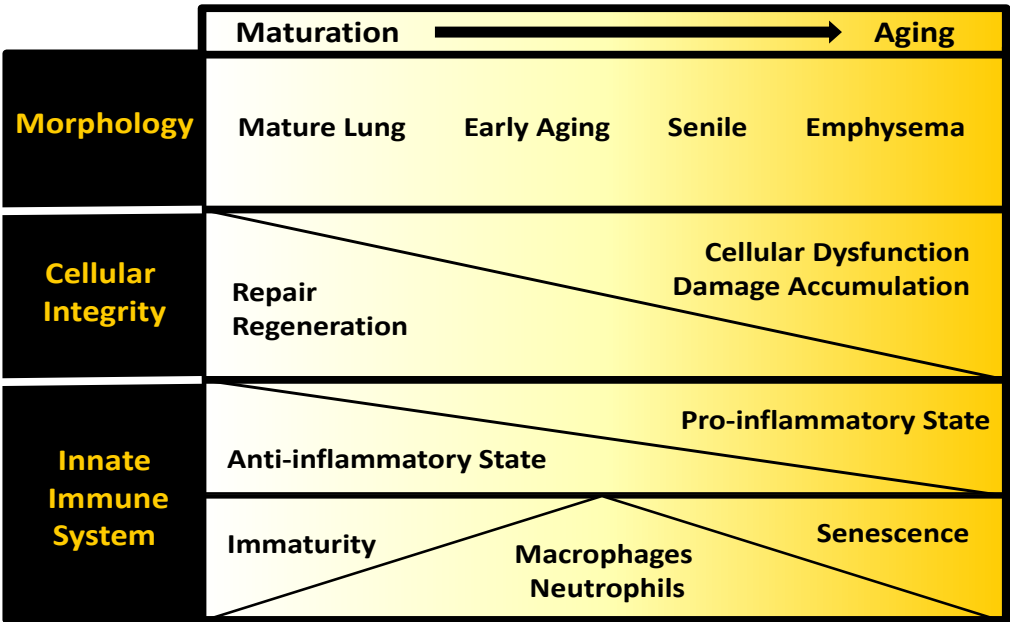 Maturation Aging
Morphology
Mature Lung Early Aging Senile Emphysema
Cellular
Integrity
Repair
Regeneration
Cellular Dysfunction
Damage Accumulation
Innate
Immune
System
Anti-inflammatory State
Pro-inflammatory State
Immaturity
Macrophages
Neutrophils
Senescence